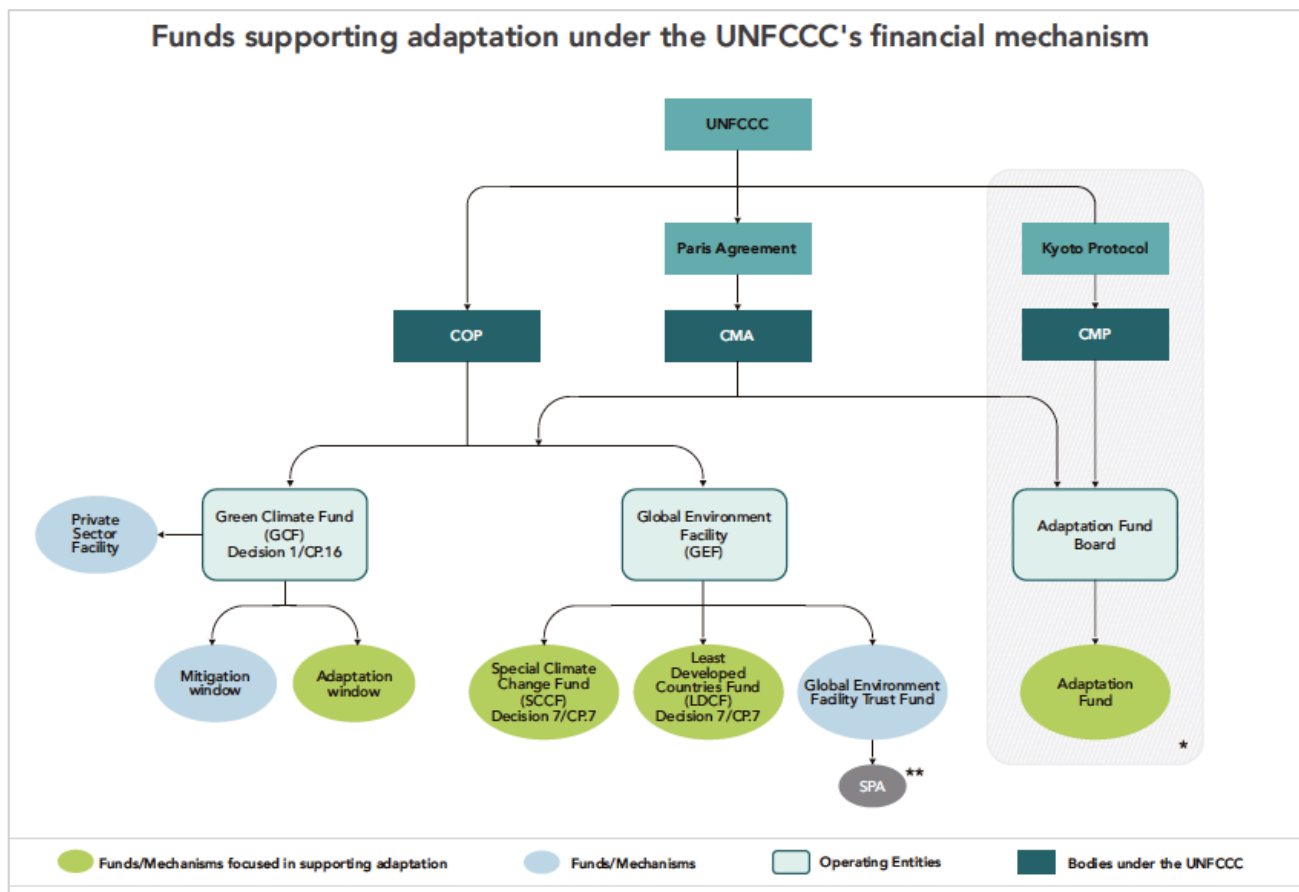 Funds supporting adaptation under the UNFCCC's financial mechanism
UNFCCC
Paris Agreement
Kyoto Protocol
COP
CMA
CMP
Private
Sector
Facility
Green Climate Fund
(GCF)
Decision 1/CP.16
Global Environment
Facility
(GEF)
Adaptation Fund
Board
Mitigation
window
Adaptation
window
Special Climate
Change Fund
(SCCF)
Decision 7/CP.7
Least
Developed
Countries Fund
(LDCF)
Decision 7/CP.7
Global Environment
Facility Trust Fund
Adaptation
Fund
*
SPA
**
Funds/Mechanisms focused in supporting adaptation
Funds/Mechanisms
Operating Entities
Bodies under the UNFCCC